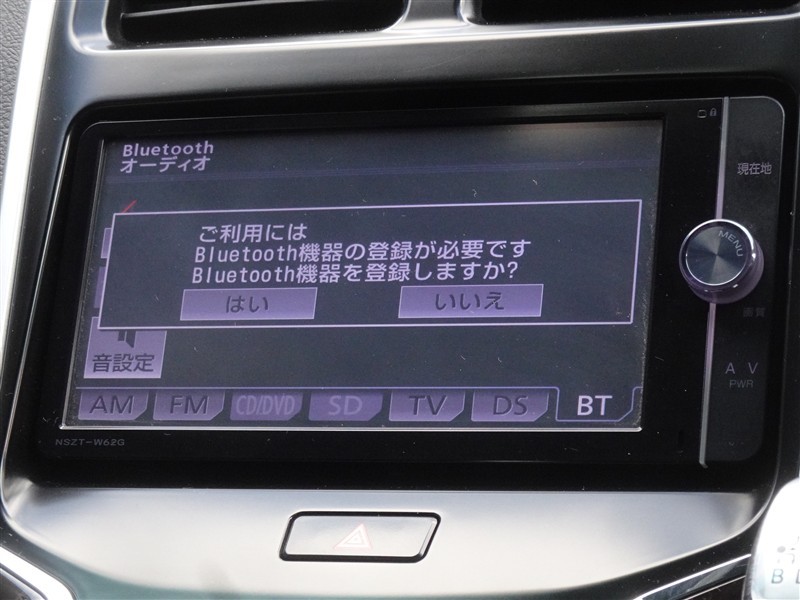 Bluetooth
オーディオ
ご利用には
Bluetooth機器の登録が必要です
Bluetooth機器を登録しますか?
はい
いいえ
音設定
AM
FM
CD/DVD
SD
TV
DS
BT
NSZT-W62G
現在地
MENU
画質
A V
PWR
B